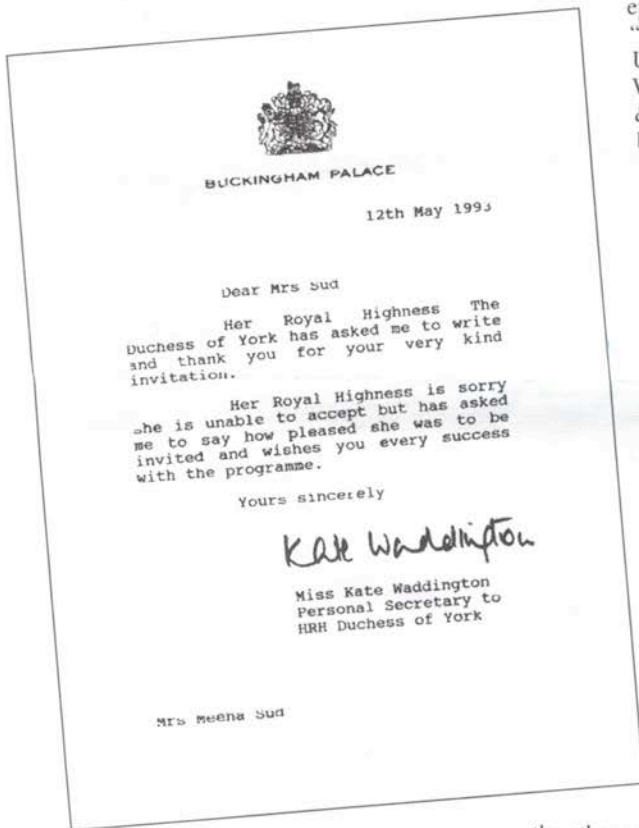 BUCKINGHAM PALACE
12th May 1993
Dear Mrs Sud
Her Royal Highness The
Duchess of York has asked me to write
and thank you for your very kind
invitation.
Her Royal Highness is sorry
she is unable to accept but has asked
me to say how pleased she was to be
invited and wishes you every success
with the programme.
Yours sincerely
Kate Waddington
Miss Kate Waddington
Personal Secretary to
HRH Duchess of York
Mrs Meena Sud